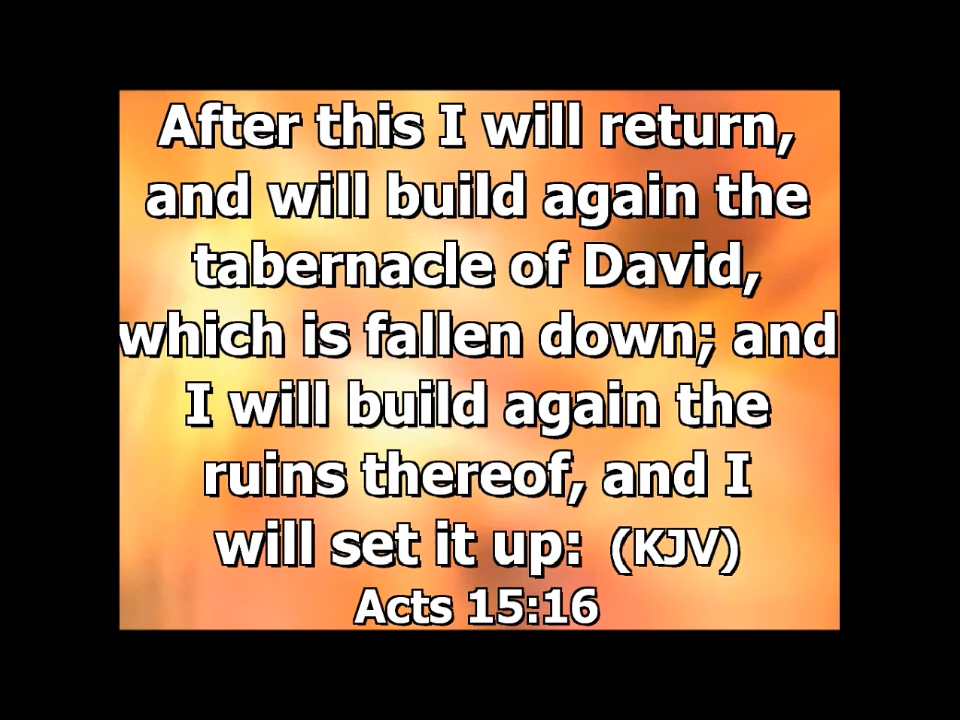 After this I will return,
and will build again the
tabernacle of David,
which is fallen down; and
I will build again the
ruins thereof, and I
will set it up: (KJV)
Acts 15:16